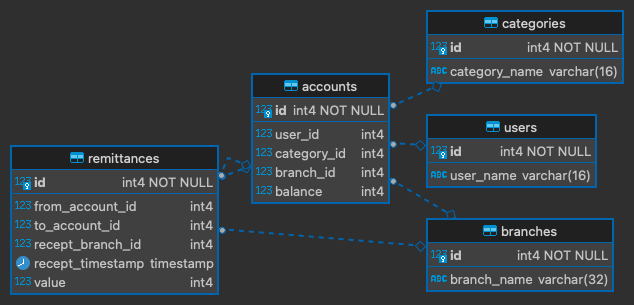 categories
123 id int4 NOT NULL
ABC category_name varchar(16)
accounts
123 id int4 NOT NULL
123 user_id int4
123 category_id int4
123 branch_id int4
123 balance int4
users
123 id int4 NOT NULL
ABC user_name varchar(16)
remittances
123 id int4 NOT NULL
123 from_account_id int4
123 to_account_id int4
123 recept_branch_id int4
recept_timestamp timestamp
123 value int4
branches
123 id int4 NOT NULL
ABC branch_name varchar(32)